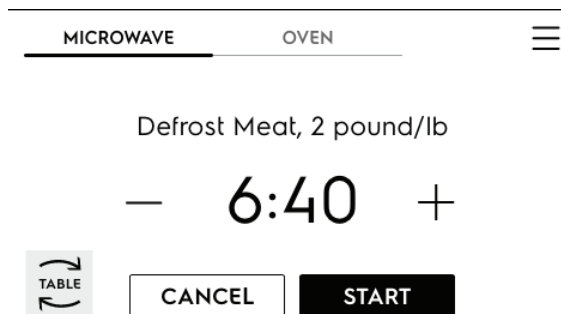 MICROWAVE OVEN
Defrost Meat, 2 pound/lb
— 6:40 +
TABLE
CANCEL START